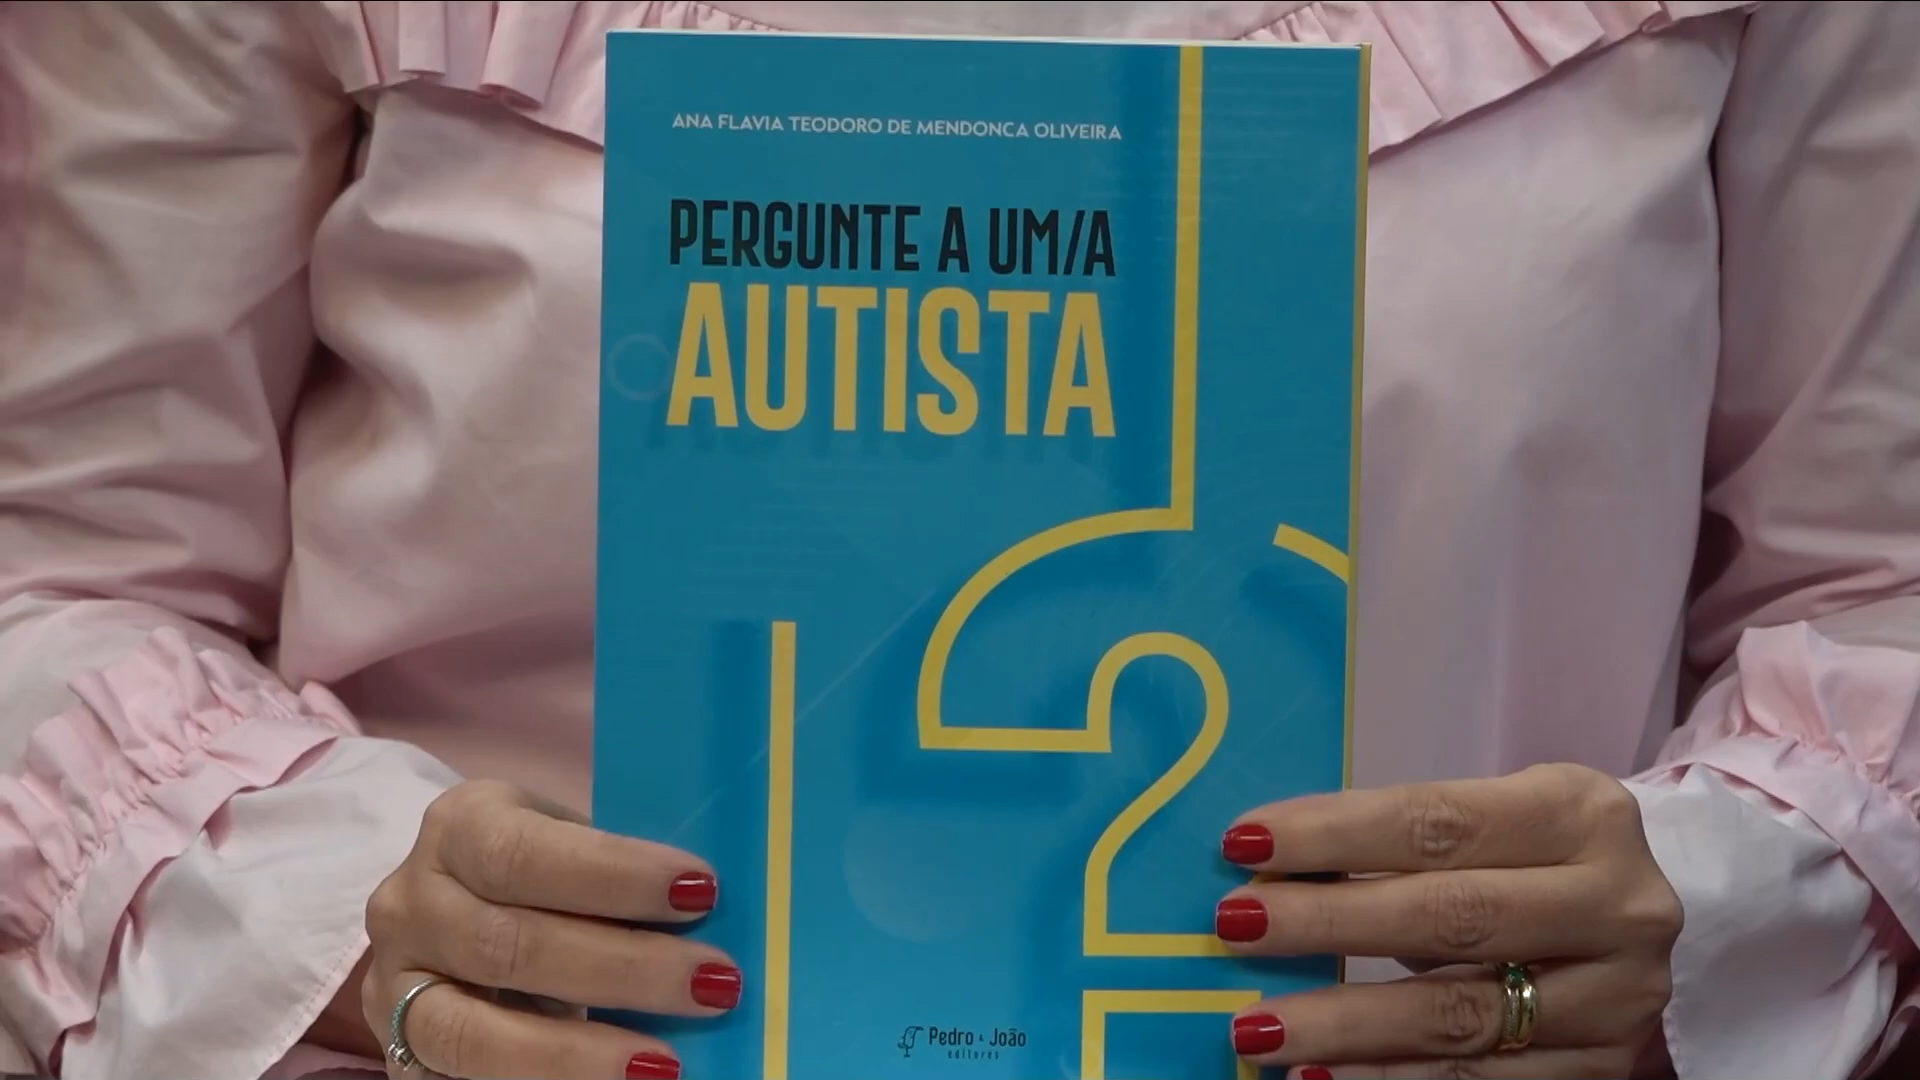 ANA FLAVIA TEODORO DE MENDONCA OLIVEIRA
PERGUNTE A UM/A
AUTISTA
Pedro & João
editores